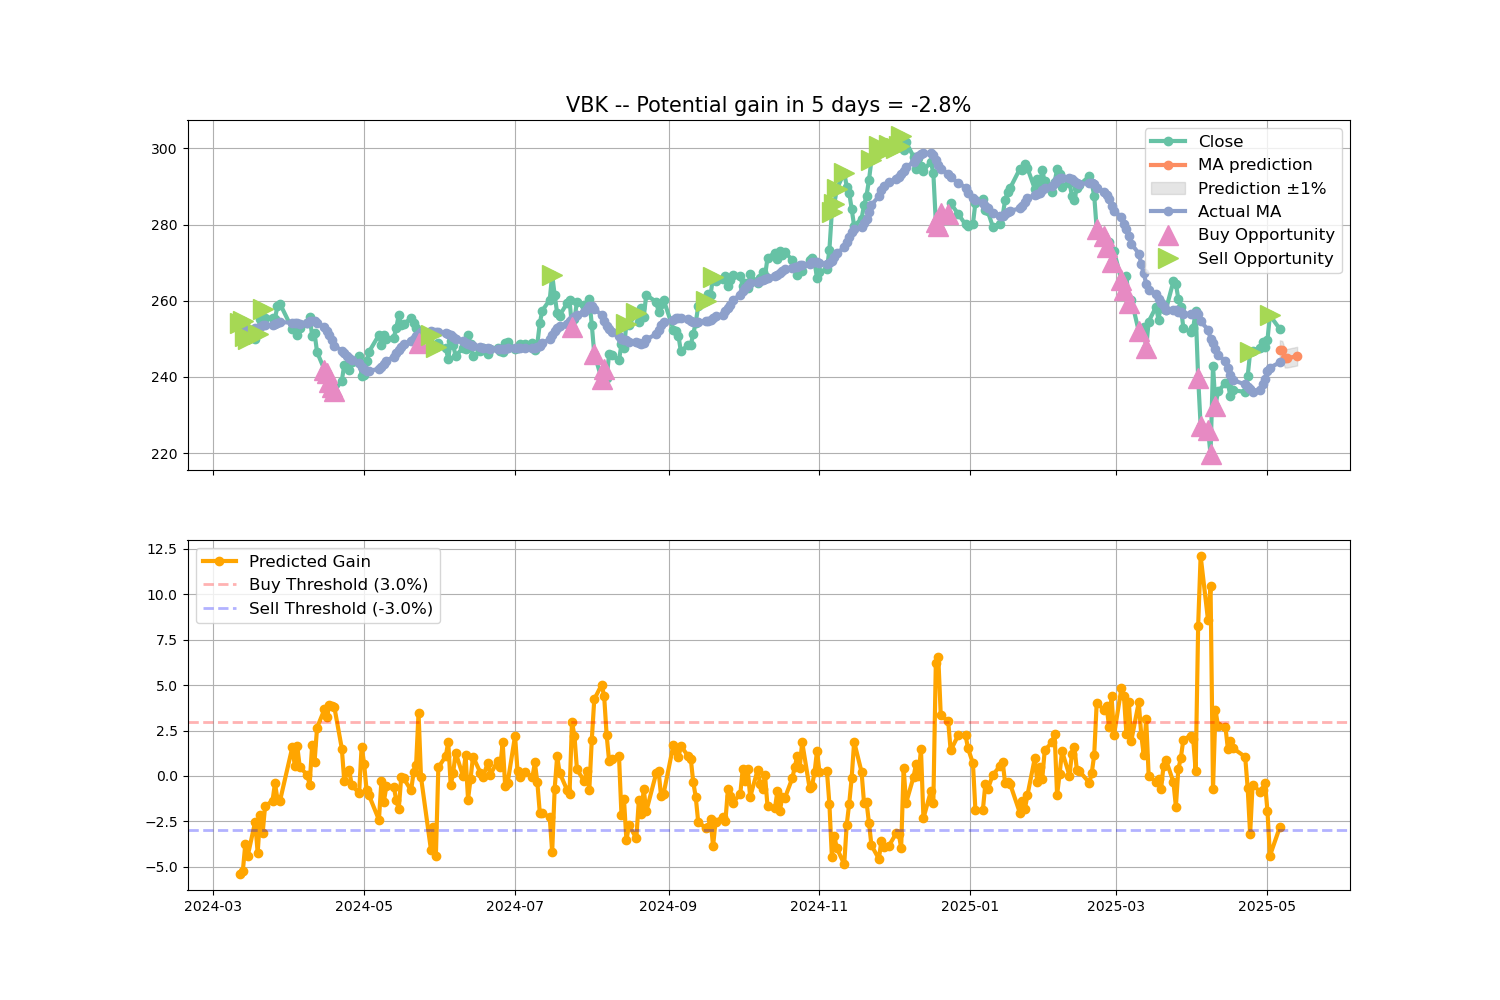 VBK -- Potential gain in 5 days = -2.8%
300
280
260
240
220
Close
MA prediction
Prediction ±1%
Actual MA
Buy Opportunity
Sell Opportunity
12.5
10.0
7.5
5.0
2.5
0.0
−2.5
−5.0
Predicted Gain
Buy Threshold (3.0%)
Sell Threshold (-3.0%)
2024-03
2024-05
2024-07
2024-09
2024-11
2025-01
2025-03
2025-05